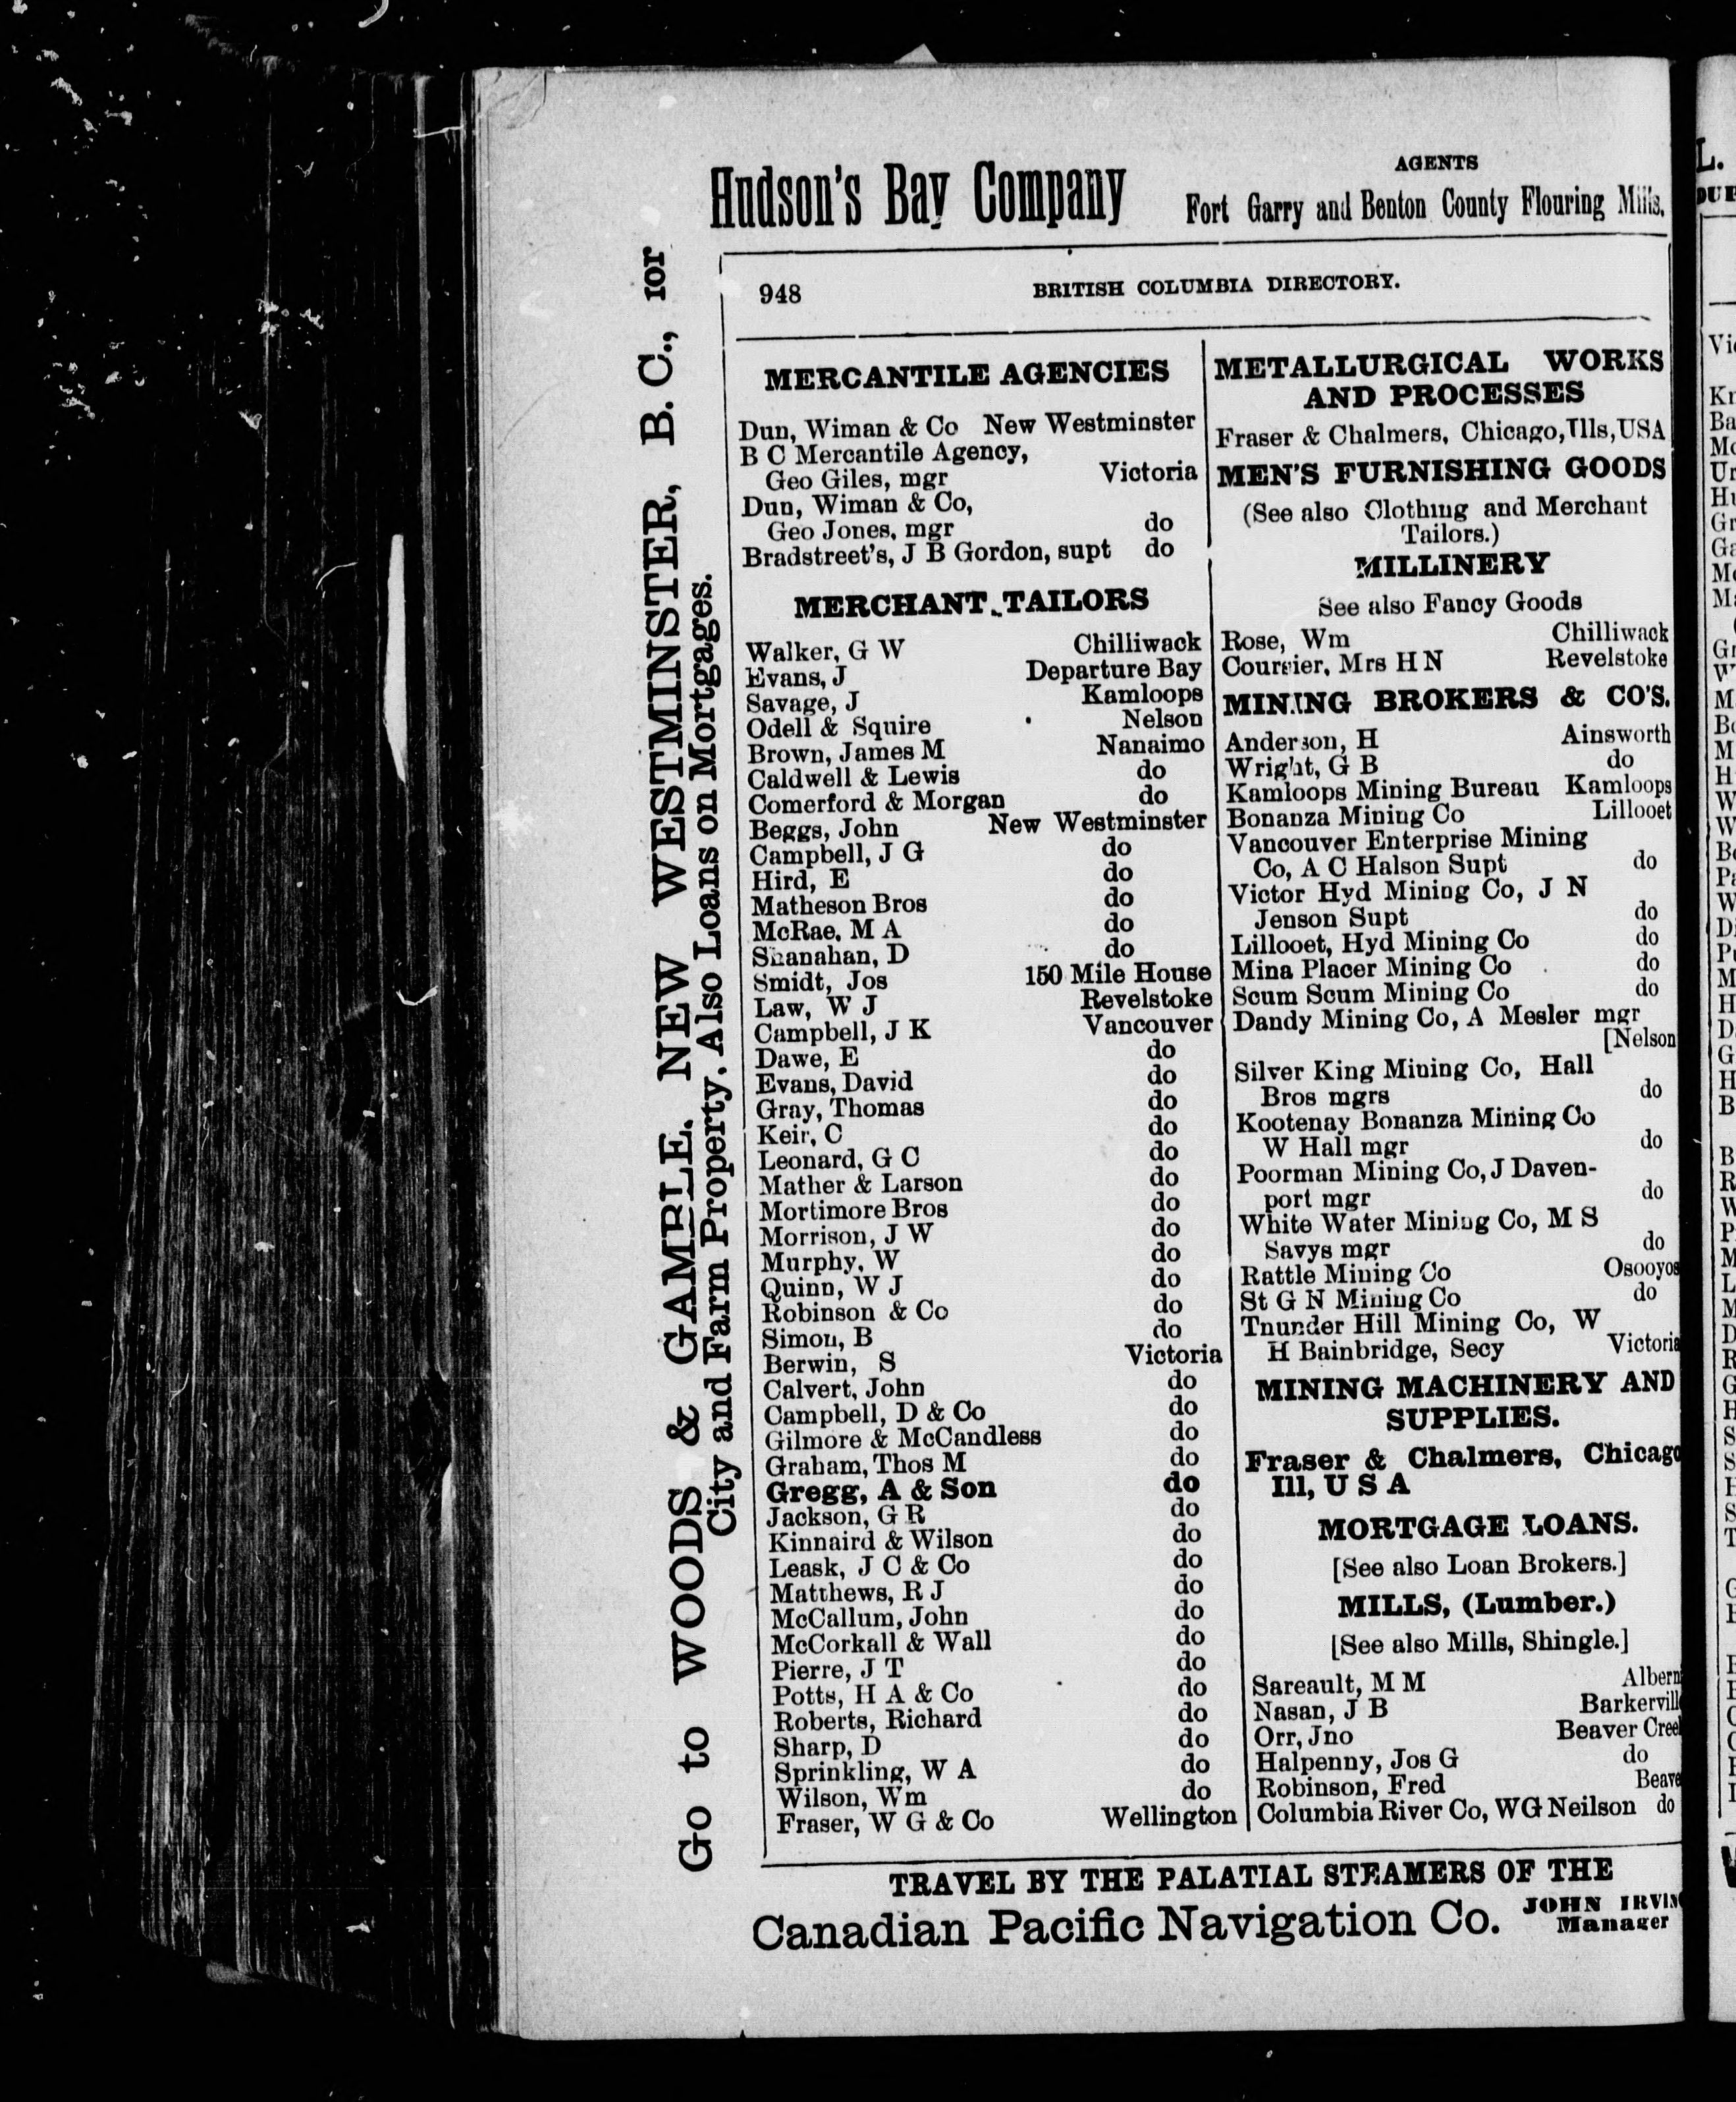 Hudson's Bay Company
AGENTS
Fort Garry and Benton County Flouring Mills.
948
BRITISH COLUMBIA DIRECTORY.
Go to WOODS & GAMBLE, NEW WESTMINSTER, B. C., for
City and Farm Property. Also Loans on Mortgages.
MERCANTILE AGENCIES
Dun, Wiman & Co New Westminster
B C Mercantile Agency,
Geo Giles, mgr Victoria
Dun, Wiman & Co,
Geo Jones, mgr do
Bradstreet's, J B Gordon, supt do
MERCHANT TAILORS
Walker, G W Chilliwack
Evans, J Departure Bay
Savage, J Kamloops
Odell & Squire Nelson
Brown, James M Nanaimo
Caldwell & Lewis do
Comerford & Morgan do
Beggs, John New Westminster
Campbell, J G do
Hird, E do
Matheson Bros do
McRae, M A do
Shanahan, D do
Smidt, Jos 150 Mile House
Law, W J Revelstoke
Campbell, J K Vancouver
Dawe, E do
Evans, David do
Gray, Thomas do
Keir, C do
Leonard, G C do
Mather & Larson do
Mortimore Bros do
Morrison, J W do
Murphy, W do
Quinn, W J do
Robinson & Co do
Simon, B do
Berwin, S Victoria
Calvert, John do
Campbell, D & Co do
Gilmore & McCandless do
Graham, Thos M do
Gregg, A & Son do
Jackson, G R do
Kinnaird & Wilson do
Leask, J C & Co do
Matthews, R J do
McCallum, John do
McCorkall & Wall do
Pierre, J T do
Potts, H A & Co do
Roberts, Richard do
Sharp, D do
Sprinkling, W A do
Wilson, Wm do
Fraser, W G & Co Wellington
METALLURGICAL WORKS
AND PROCESSES
Fraser & Chalmers, Chicago, Ills, USA
MEN'S FURNISHING GOODS
(See also Clothing and Merchant
Tailors.)
MILLINERY
See also Fancy Goods
Rose, Wm Chilliwack
Courrier, Mrs H N Revelstoke
MINING BROKERS & CO'S.
Anderson, H Ainsworth
Wright, G B do
Kamloops Mining Bureau Kamloops
Bonanza Mining Co Lillooet
Vancouver Enterprise Mining
Co, A C Halson Supt do
Victor Hyd Mining Co, J N
Jenson Supt do
Lillooet, Hyd Mining Co do
Mina Placer Mining Co do
Scum Scum Mining Co do
Dandy Mining Co, A Mesler mgr
[Nelson
Silver King Mining Co, Hall
Bros mgrs do
Kootenay Bonanza Mining Co
W Hall mgr do
Poorman Mining Co, J Daven-
port mgr do
White Water Mining Co, M S
Savys mgr do
Rattle Mining Co Osooyos
St G N Mining Co do
Thunder Hill Mining Co, W
H Bainbridge, Secy Victoria
MINING MACHINERY AND
SUPPLIES.
Fraser & Chalmers, Chicago
Ill, U S A
MORTGAGE LOANS.
[See also Loan Brokers.]
MILLS, (Lumber.)
[See also Mills, Shingle.]
Sareault, M M Albern
Nasan, J B Barkervill
Orr, Jno Beaver Cree
Halpenny, Jos G do
Robinson, Fred Beave
Columbia River Co, WG Neilson do
TRAVEL BY THE PALATIAL STEAMERS OF THE
Canadian Pacific Navigation Co.
JOHN IRVIN
Manager